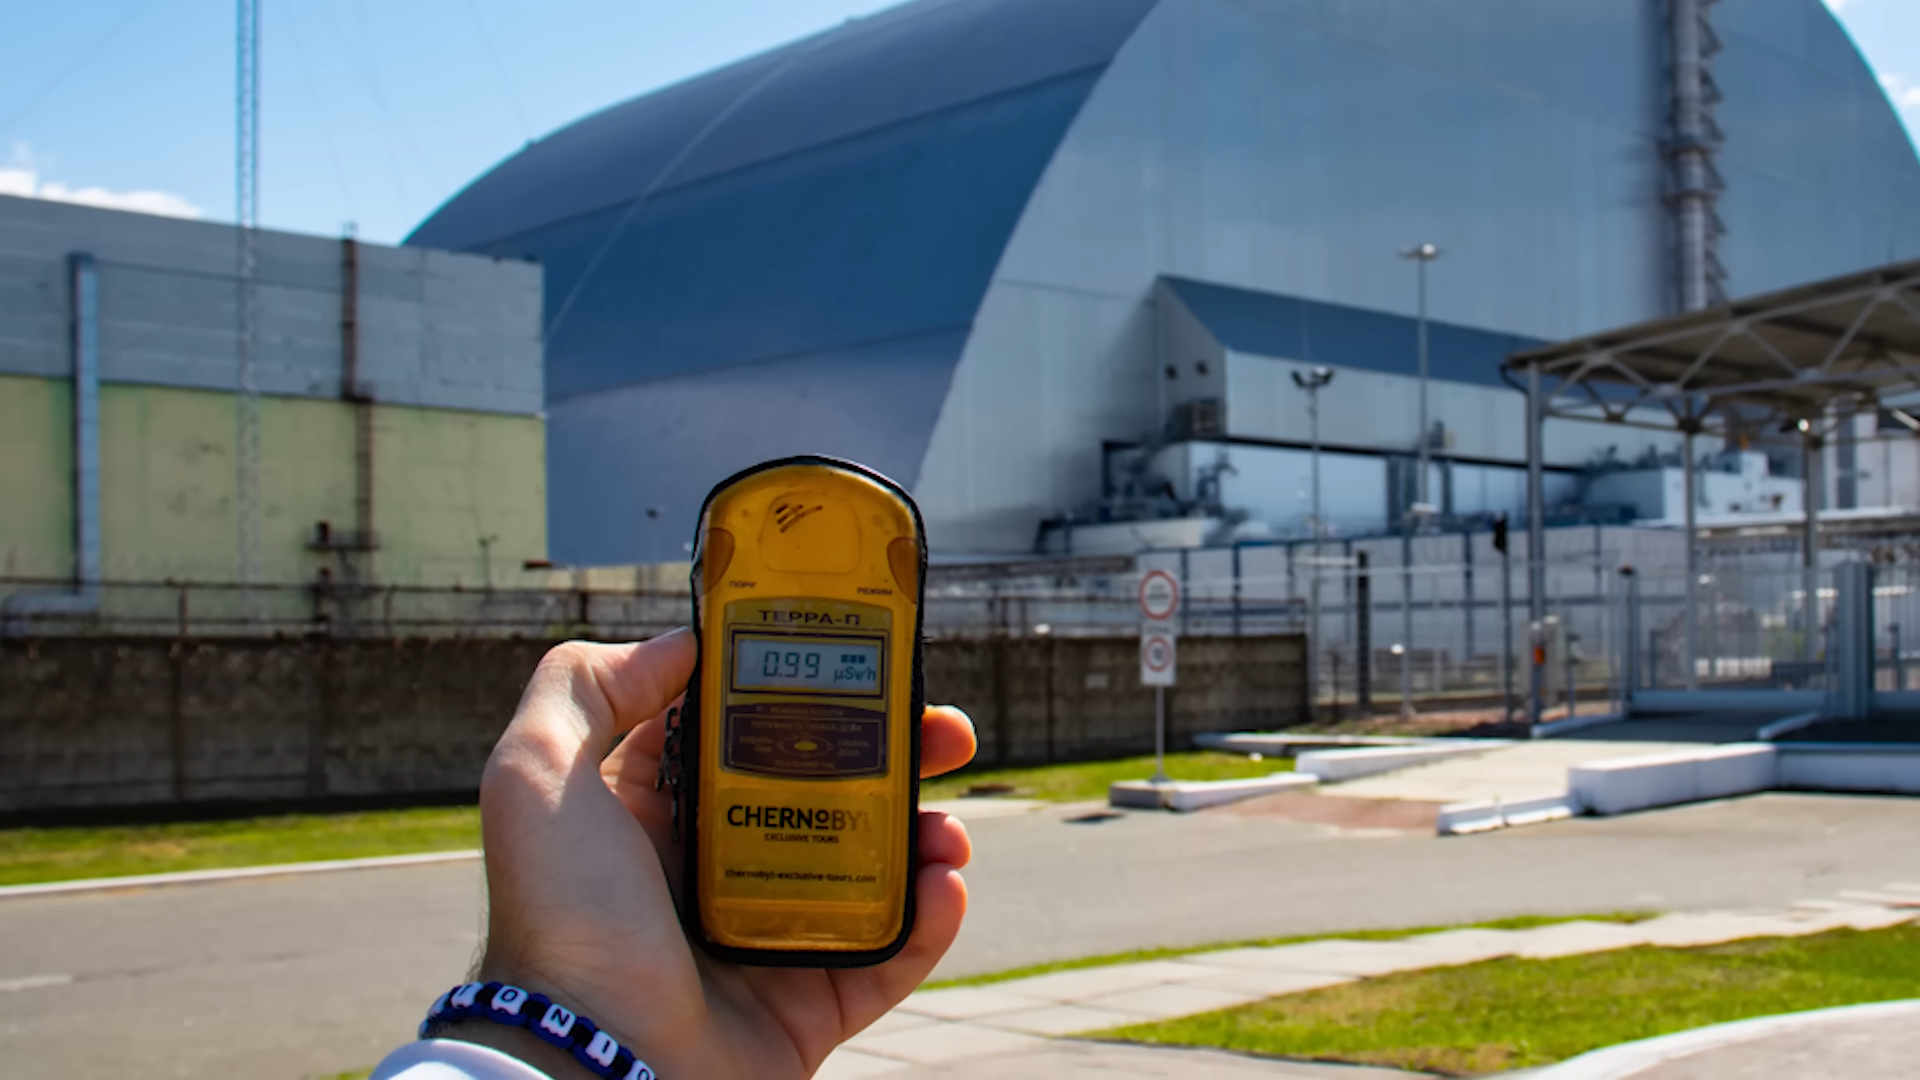 ПОРІГ
РЕЖИМ
ТЕРРА-П
0.99 µSv/h
CHERNOBYL
EXCLUSIVE TOURS
chernobyl-exclusive-tours.com
O N I